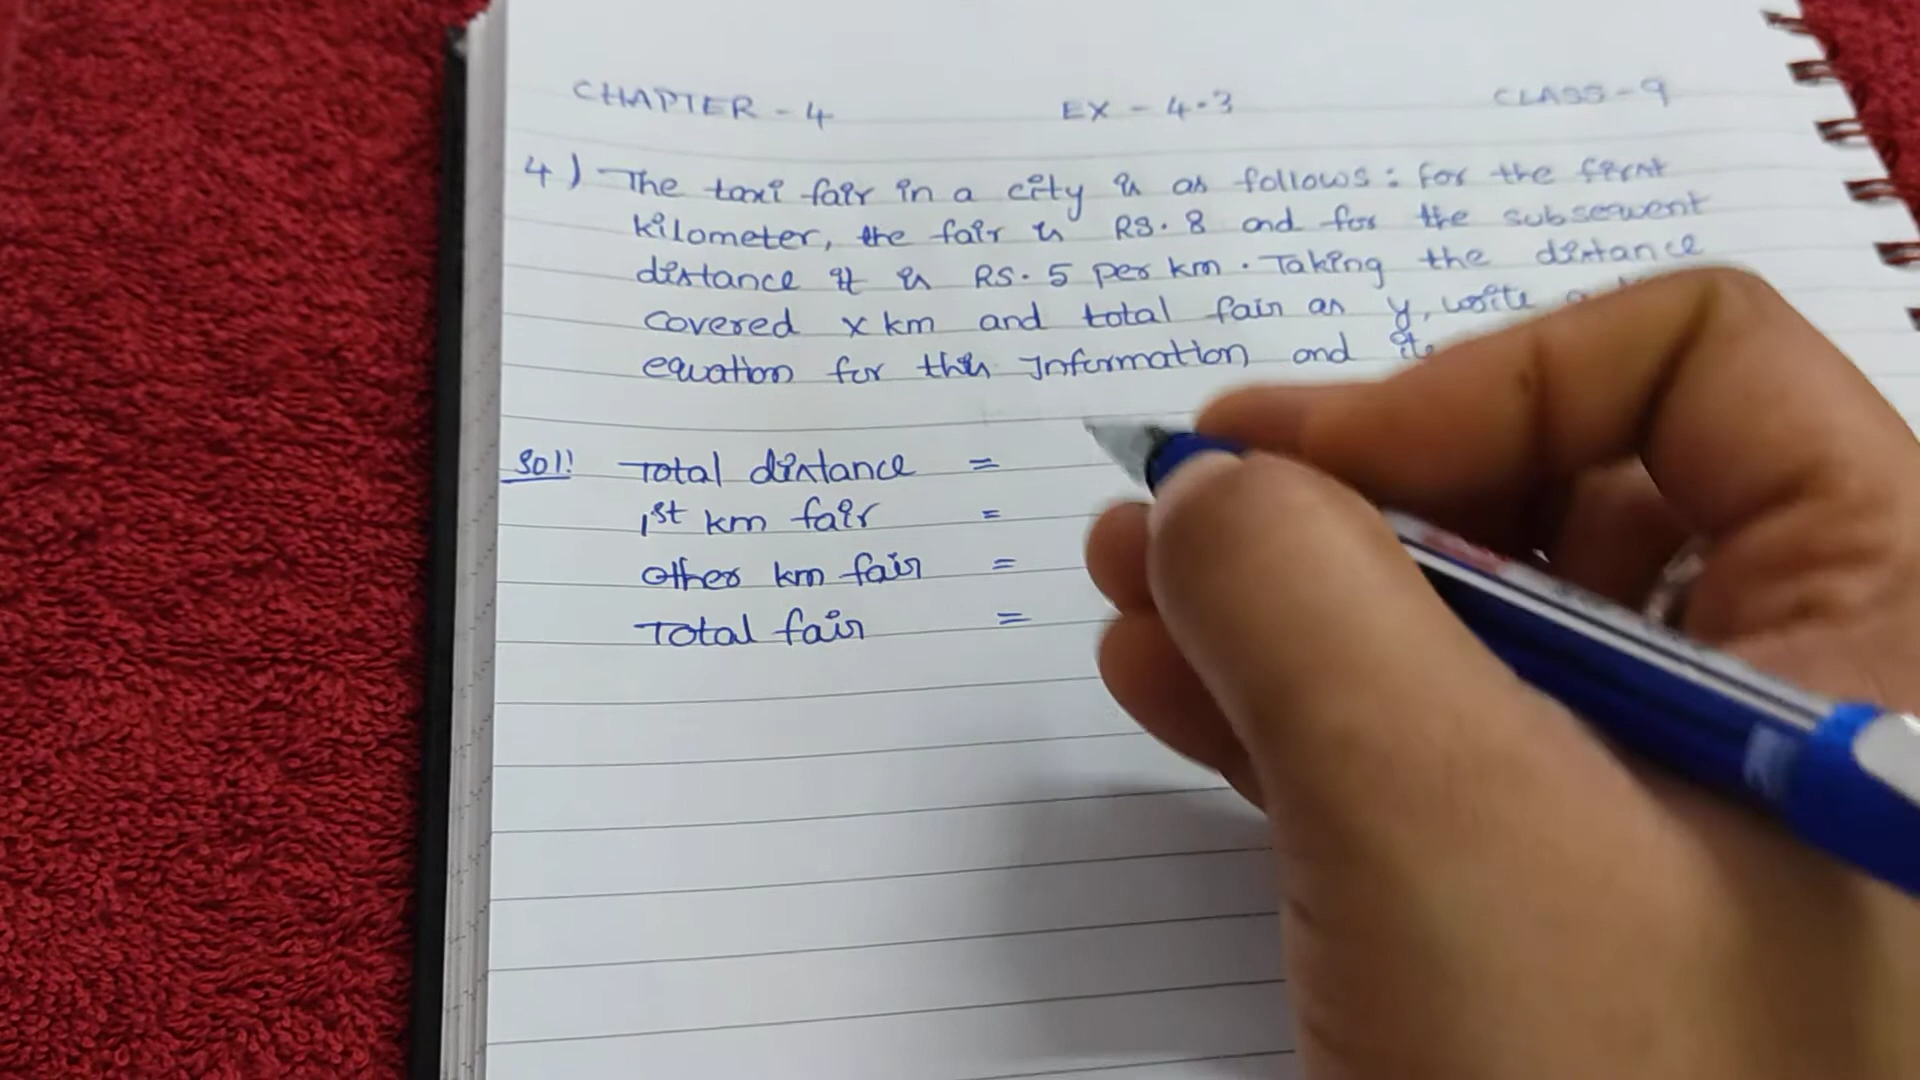 CHAPTER - 4 EX - 4.3 CLASS - 9
4) The taxi fair in a city is as follows: For the first
kilometer, the fair is RS. 8 and for the subsequent
distance it is RS. 5 per km. Taking the distance
covered x km and total fair as y, write a
equation for this Information and its
Sol: Total distance =
1st km fair =
Other km fair =
Total fair =